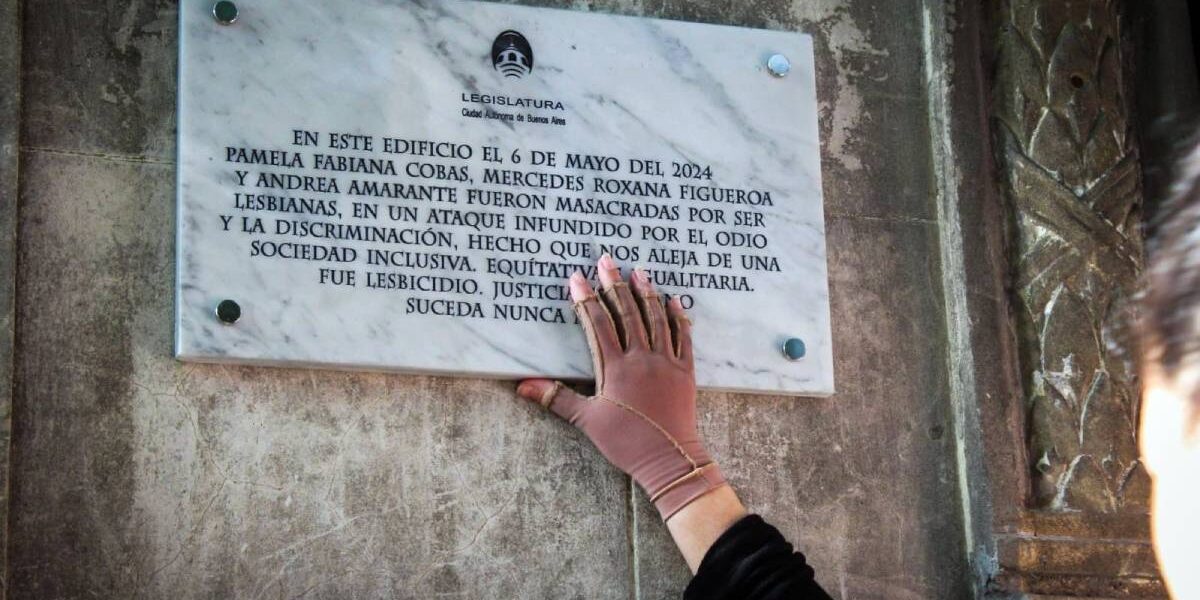 LEGISLATURA
Ciudad Autónoma de Buenos Aires
EN ESTE EDIFICIO EL 6 DE MAYO DEL 2024
PAMELA FABIANA COBAS, MERCEDES ROXANA FIGUEROA
Y ANDREA AMARANTE FUERON MASACRADAS POR SER
LESBIANAS, EN UN ATAQUE INFUNDIDO POR EL ODIO
Y LA DISCRIMINACIÓN, HECHO QUE NOS ALEJA DE UNA
SOCIEDAD INCLUSIVA. EQUÍTATIVA IGUALITARIA.
FUE LESBICIDIO. JUSTICIA
SUCEDA NUNCA